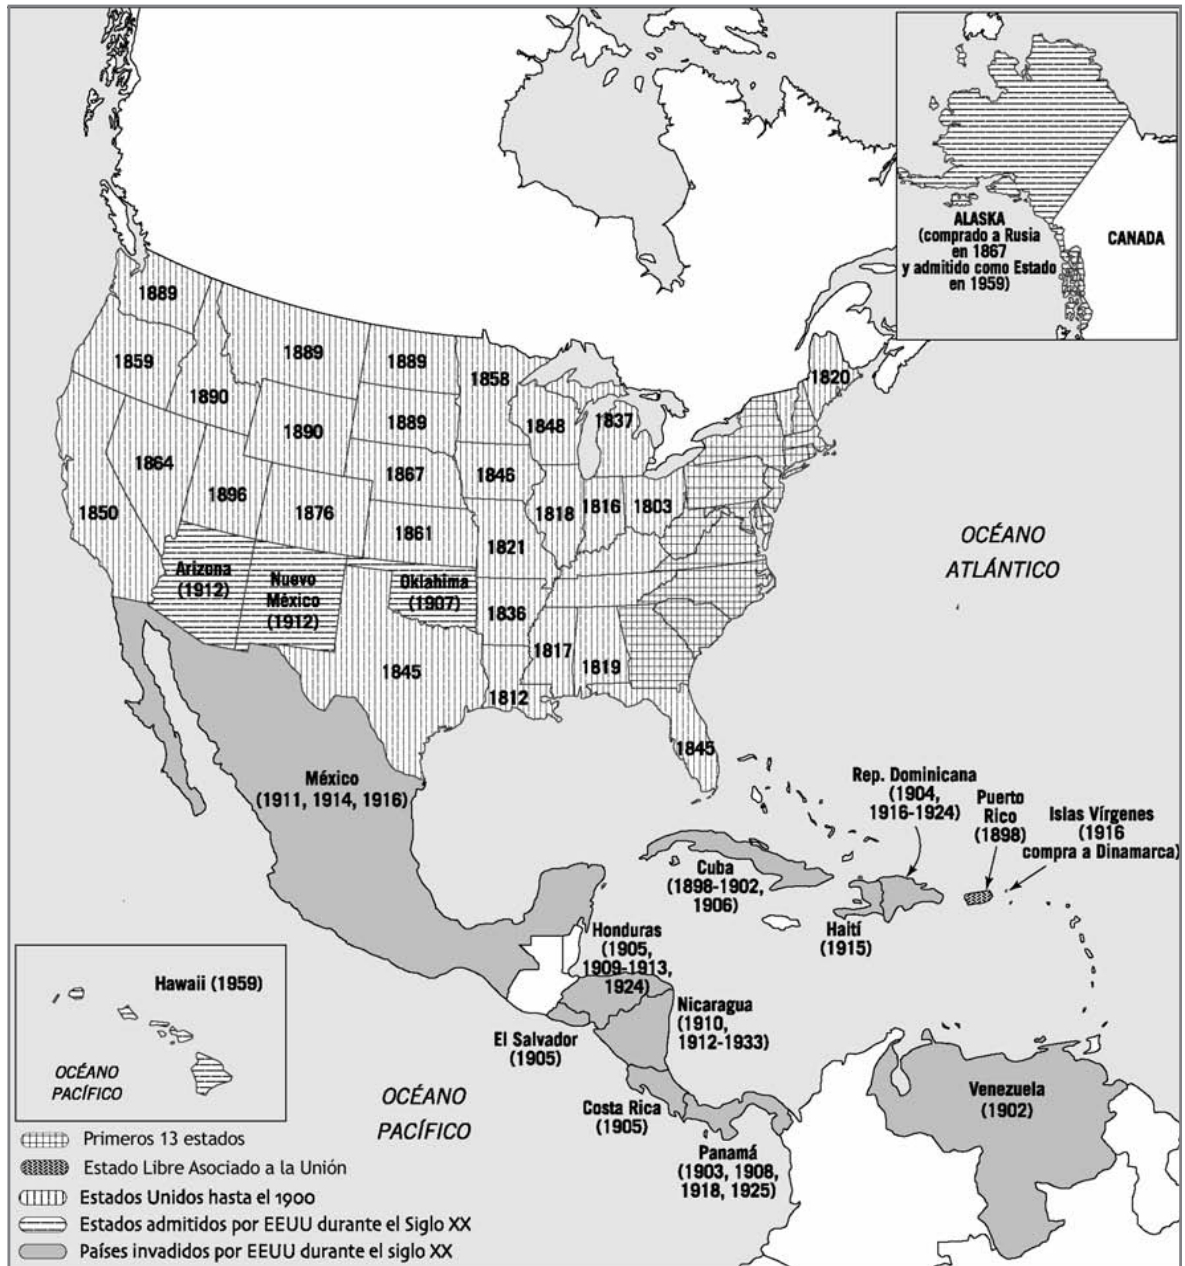 ALASKA
(comprado a Rusia
en 1867
y admitido como Estado
en 1959)
CANADA
1889
1859
1889
1889
1858
1820
1890
1890
1889
1848
1837
1864
1867
1846
1896
1876
1818
1816
1803
1850
1861
1821
OCÉANO
ATLÁNTICO
Arizona
(1912)
Nuevo
México
(1912)
Oklahima
(1907)
1836
1845
1817
1819
1812
1845
México
(1911, 1914, 1916)
Rep. Dominicana
(1904,
1916-1924)
Puerto
Rico
(1898)
Islas Vírgenes
(1916
compra a Dinamarca)
Cuba
(1898-1902,
1906)
Haití
(1915)
Honduras
(1905,
1909-1913,
1924)
Nicaragua
(1910,
1912-1933)
El Salvador
(1905)
Costa Rica
(1905)
Panamá
(1903, 1908,
1918, 1925)
Venezuela
(1902)
Hawaii (1959)
OCÉANO
PACÍFICO
OCÉANO
PACÍFICO
Primeros 13 estados
Estado Libre Asociado a la Unión
Estados Unidos hasta el 1900
Estados admitidos por EEUU durante el Siglo XX
Países invadidos por EEUU durante el siglo XX